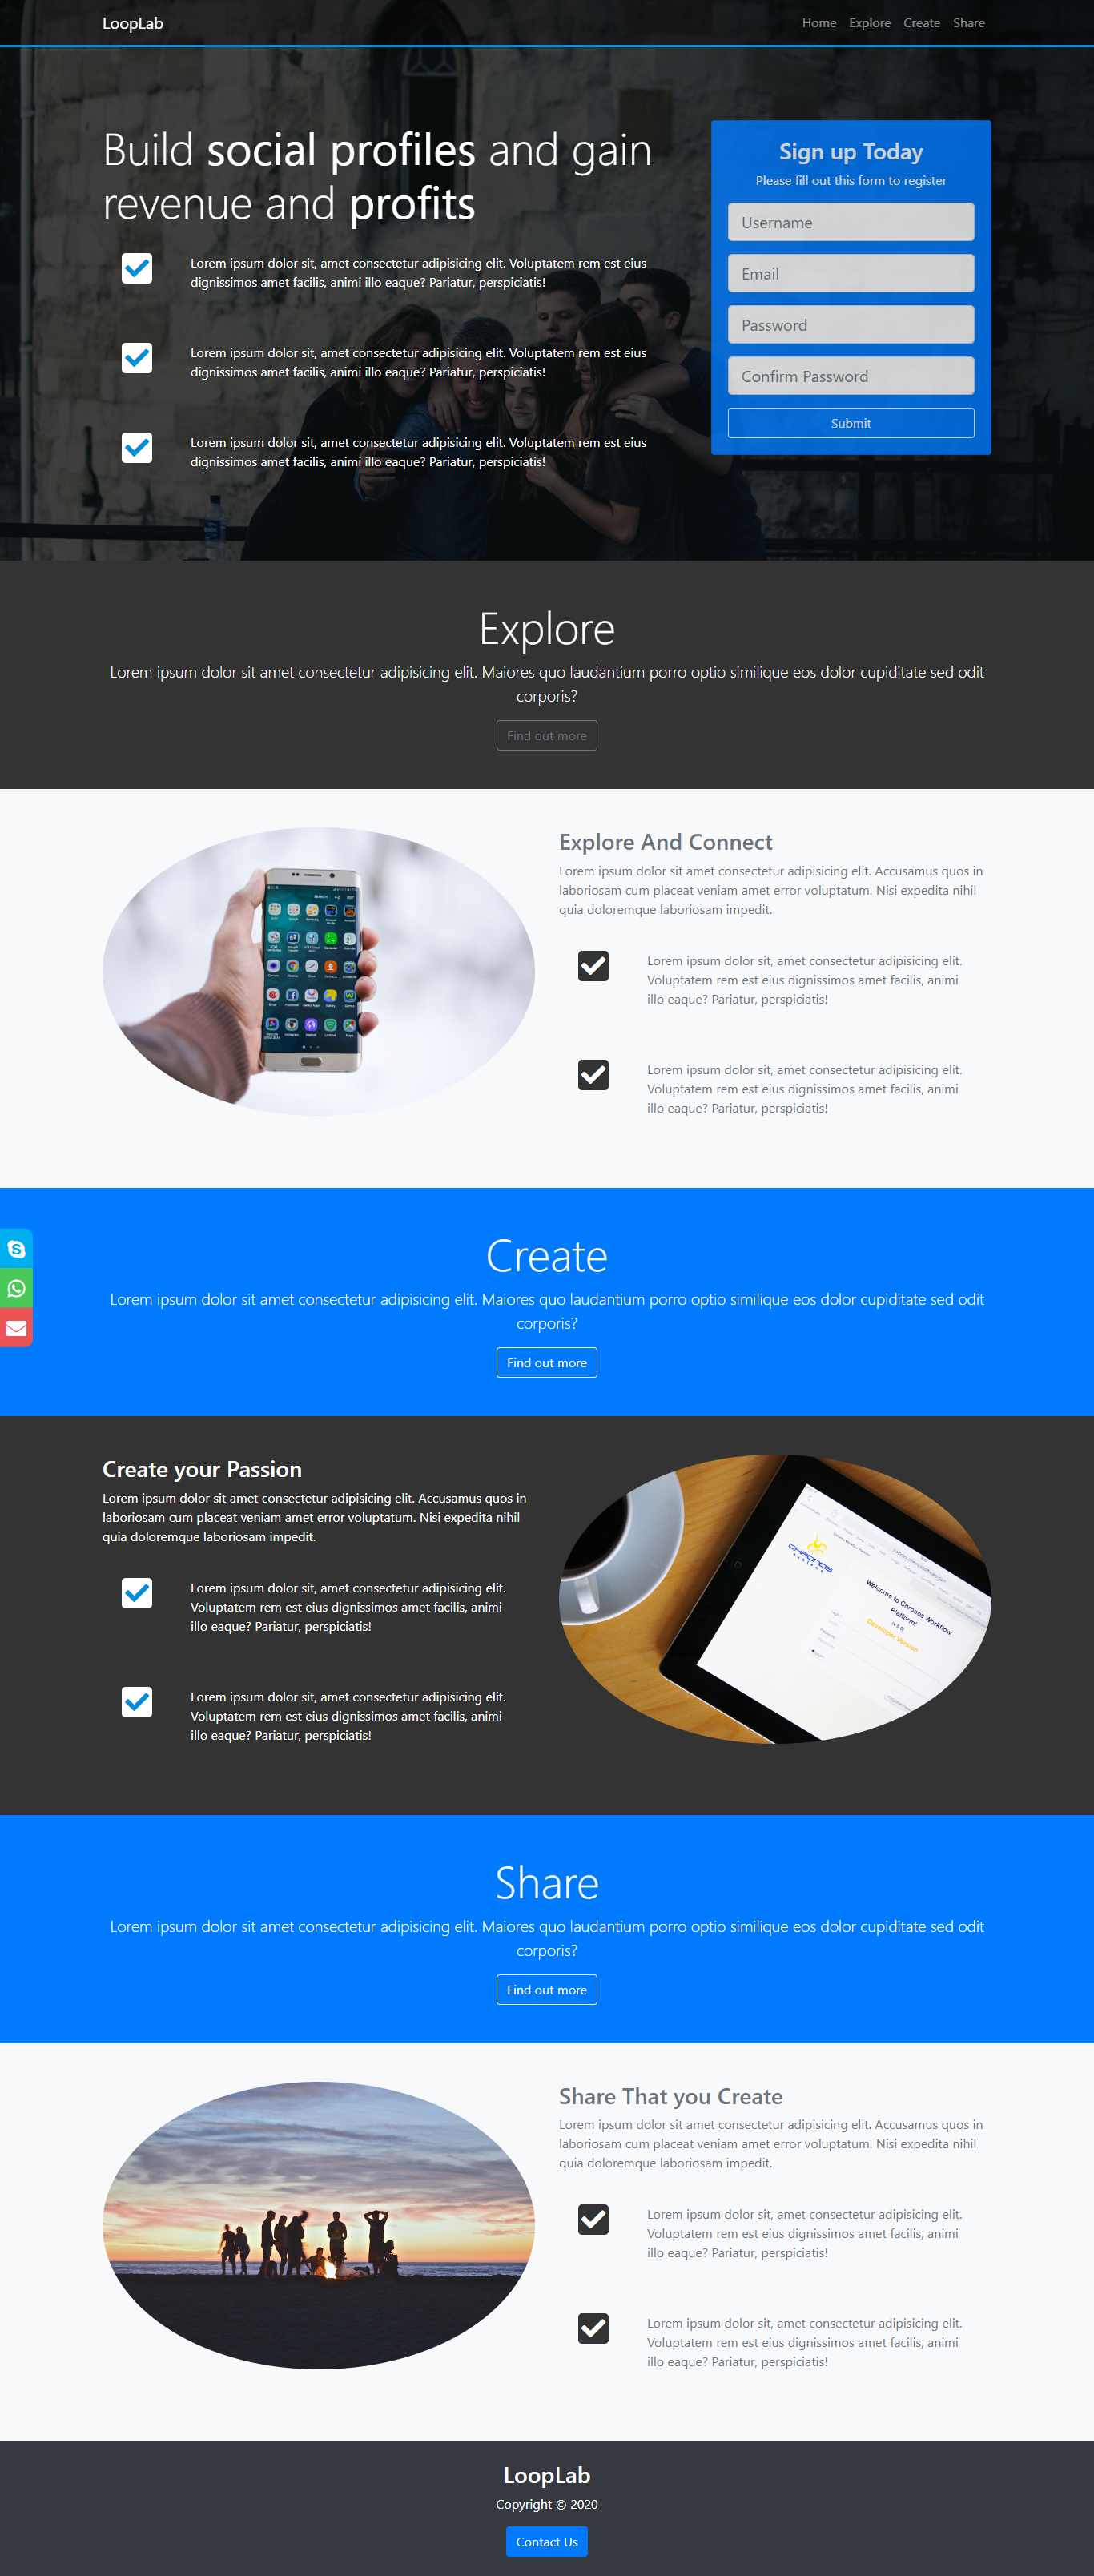 LoopLab
Home Explore Create Share
Build social profiles and gain
revenue and profits
Lorem ipsum dolor sit, amet consectetur adipisicing elit. Voluptatem rem est eius
dignissimos amet facilis, animi illo eaque? Pariatur, perspiciatis!
Lorem ipsum dolor sit, amet consectetur adipisicing elit. Voluptatem rem est eius
dignissimos amet facilis, animi illo eaque? Pariatur, perspiciatis!
Lorem ipsum dolor sit, amet consectetur adipisicing elit. Voluptatem rem est eius
dignissimos amet facilis, animi illo eaque? Pariatur, perspiciatis!
Sign up Today
Please fill out this form to register
Username
Email
Password
Confirm Password
Submit
Explore
Lorem ipsum dolor sit amet consectetur adipisicing elit. Maiores quo laudantium porro optio similique eos dolor cupiditate sed odit
corporis?
Find out more
Explore And Connect
Lorem ipsum dolor sit amet consectetur adipisicing elit. Accusamus quos in
laboriosam cum placeat veniam amet error voluptatum. Nisi expedita nihil
quia doloremque laboriosam impedit.
Lorem ipsum dolor sit, amet consectetur adipisicing elit.
Voluptatem rem est eius dignissimos amet facilis, animi
illo eaque? Pariatur, perspiciatis!
Lorem ipsum dolor sit, amet consectetur adipisicing elit.
Voluptatem rem est eius dignissimos amet facilis, animi
illo eaque? Pariatur, perspiciatis!
Create
Lorem ipsum dolor sit amet consectetur adipisicing elit. Maiores quo laudantium porro optio similique eos dolor cupiditate sed odit
corporis?
Find out more
Create your Passion
Lorem ipsum dolor sit amet consectetur adipisicing elit. Accusamus quos in
laboriosam cum placeat veniam amet error voluptatum. Nisi expedita nihil
quia doloremque laboriosam impedit.
Lorem ipsum dolor sit, amet consectetur adipisicing elit.
Voluptatem rem est eius dignissimos amet facilis, animi
illo eaque? Pariatur, perspiciatis!
Lorem ipsum dolor sit, amet consectetur adipisicing elit.
Voluptatem rem est eius dignissimos amet facilis, animi
illo eaque? Pariatur, perspiciatis!
CHRONOS
Welcome to Chronos Workflow
Platform!
Developer Version
Share
Lorem ipsum dolor sit amet consectetur adipisicing elit. Maiores quo laudantium porro optio similique eos dolor cupiditate sed odit
corporis?
Find out more
Share That you Create
Lorem ipsum dolor sit amet consectetur adipisicing elit. Accusamus quos in
laboriosam cum placeat veniam amet error voluptatum. Nisi expedita nihil
quia doloremque laboriosam impedit.
Lorem ipsum dolor sit, amet consectetur adipisicing elit.
Voluptatem rem est eius dignissimos amet facilis, animi
illo eaque? Pariatur, perspiciatis!
Lorem ipsum dolor sit, amet consectetur adipisicing elit.
Voluptatem rem est eius dignissimos amet facilis, animi
illo eaque? Pariatur, perspiciatis!
LoopLab
Copyright © 2020
Contact Us